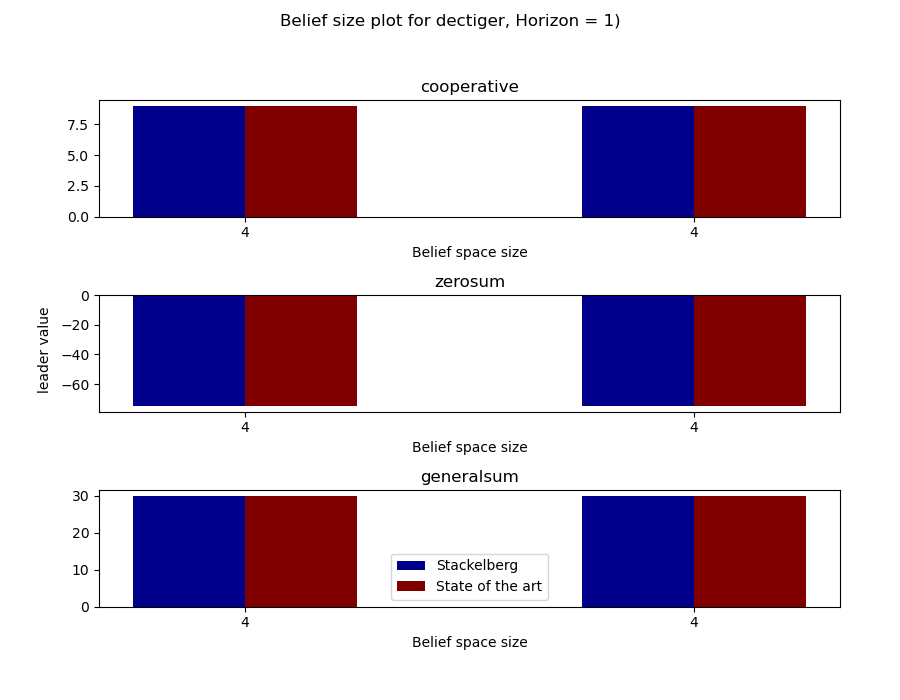 Belief size plot for dectiger, Horizon = 1)
cooperative
7.5
5.0
2.5
0.0
4
4
Belief space size
zerosum
leader value
0
−20
−40
−60
4
4
Belief space size
generalsum
30
20
10
0
Stackelberg
State of the art
4
4
Belief space size